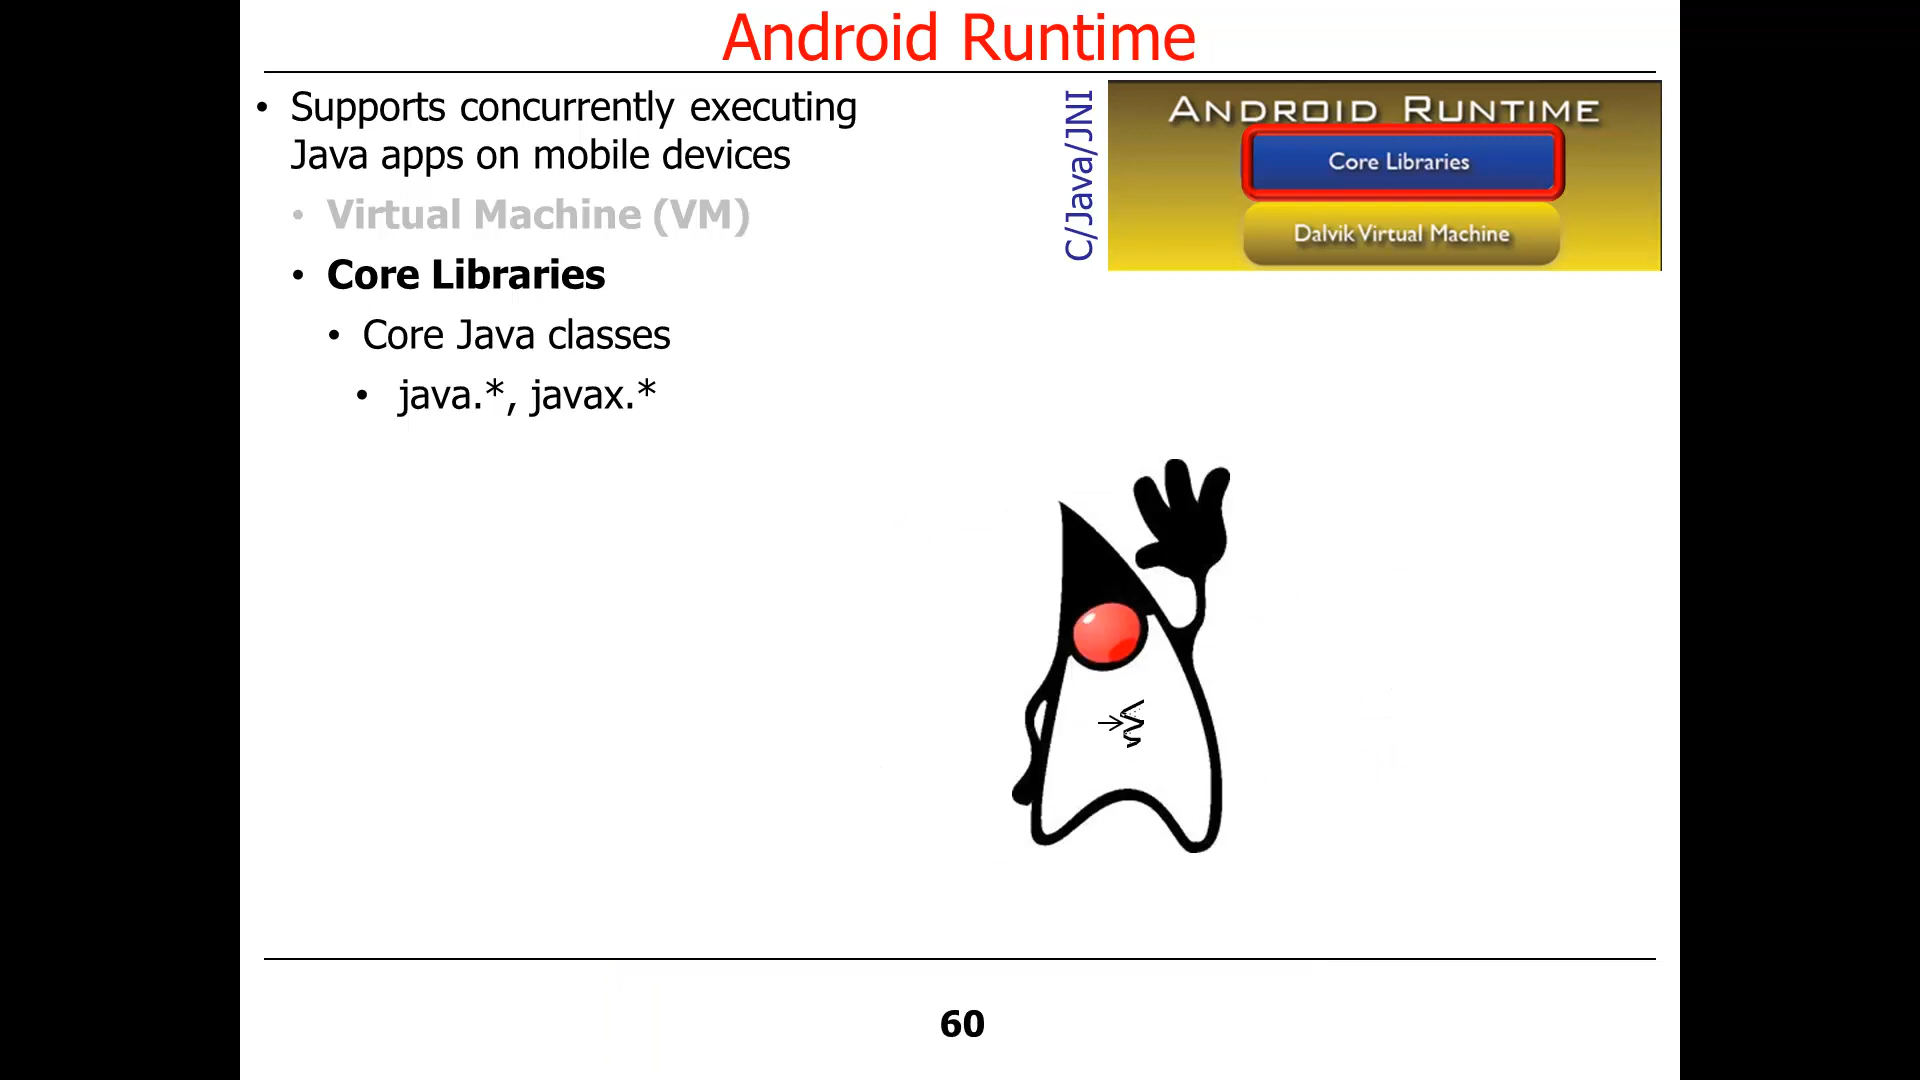 Android Runtime
• Supports concurrently executing
Java apps on mobile devices
• Virtual Machine (VM)
• Core Libraries
• Core Java classes
• java.*, javax.*
C/Java/JNI
ANDROID RUNTIME
Core Libraries
Dalvik Virtual Machine
60